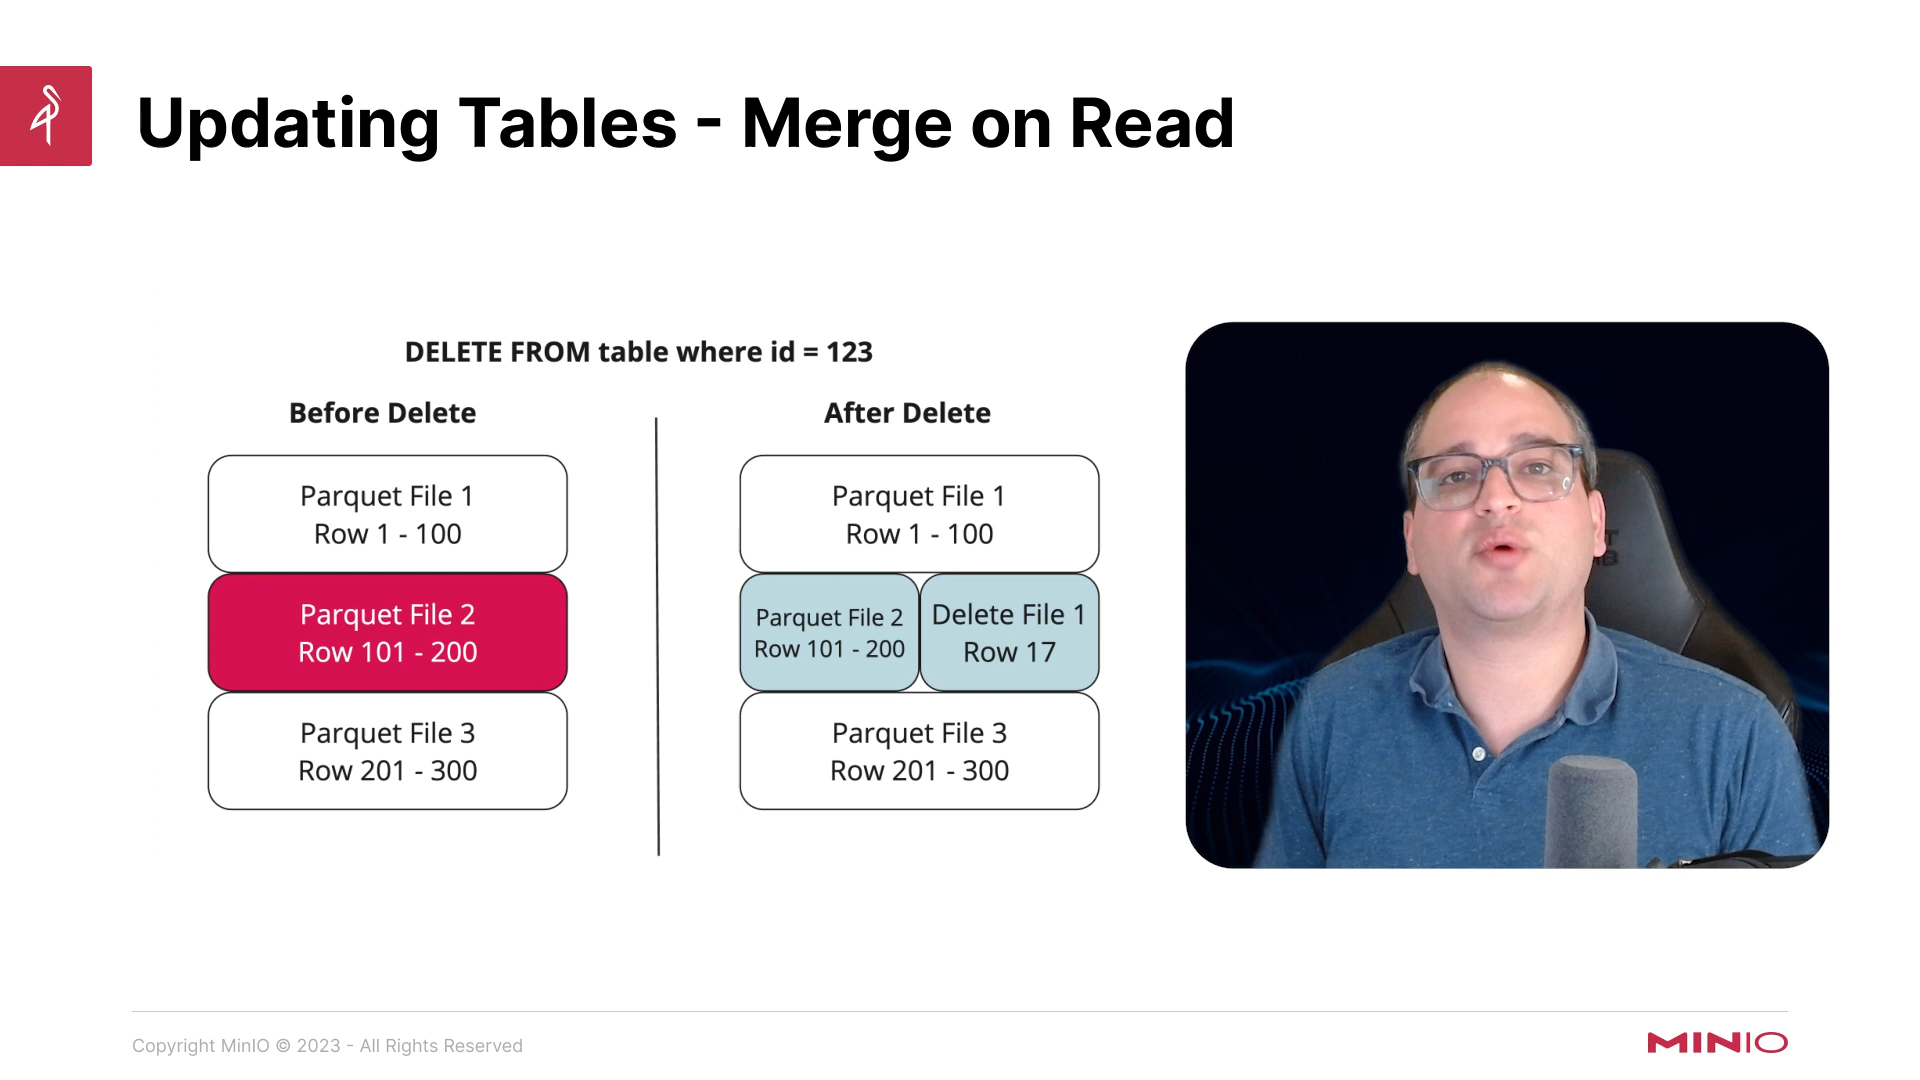 Updating Tables - Merge on Read
DELETE FROM table where id = 123
Before Delete
Parquet File 1
Row 1 - 100
Parquet File 2
Row 101 - 200
Parquet File 3
Row 201 - 300
After Delete
Parquet File 1
Row 1 - 100
Parquet File 2
Row 101 - 200
Delete File 1
Row 17
Parquet File 3
Row 201 - 300
Copyright MinIO © 2023 - All Rights Reserved
MINIO